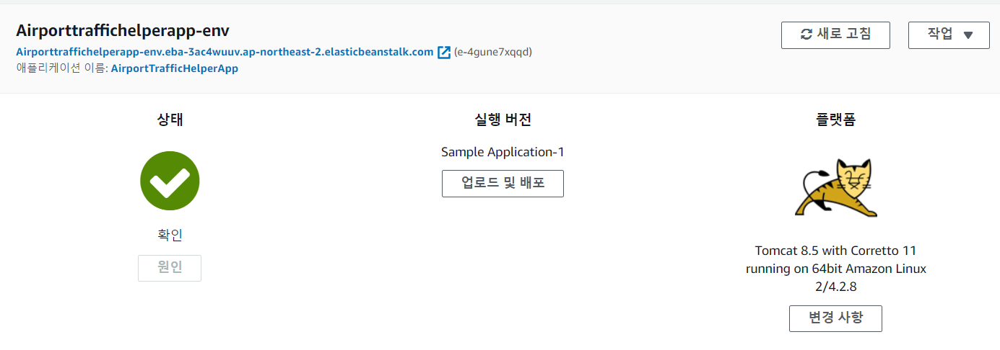 Airporttraffichelperapp-env
새로 고침
작업
Airporttraffichelperapp-env.eba-3ac4wuuv.ap-northeast-2.elasticbeanstalk.com (e-4gune7xqqd)
애플리케이션 이름: AirportTrafficHelperApp
상태
확인
원인
실행 버전
Sample Application-1
업로드 및 배포
플랫폼
Tomcat 8.5 with Corretto 11
running on 64bit Amazon Linux
2/4.2.8
변경 사항